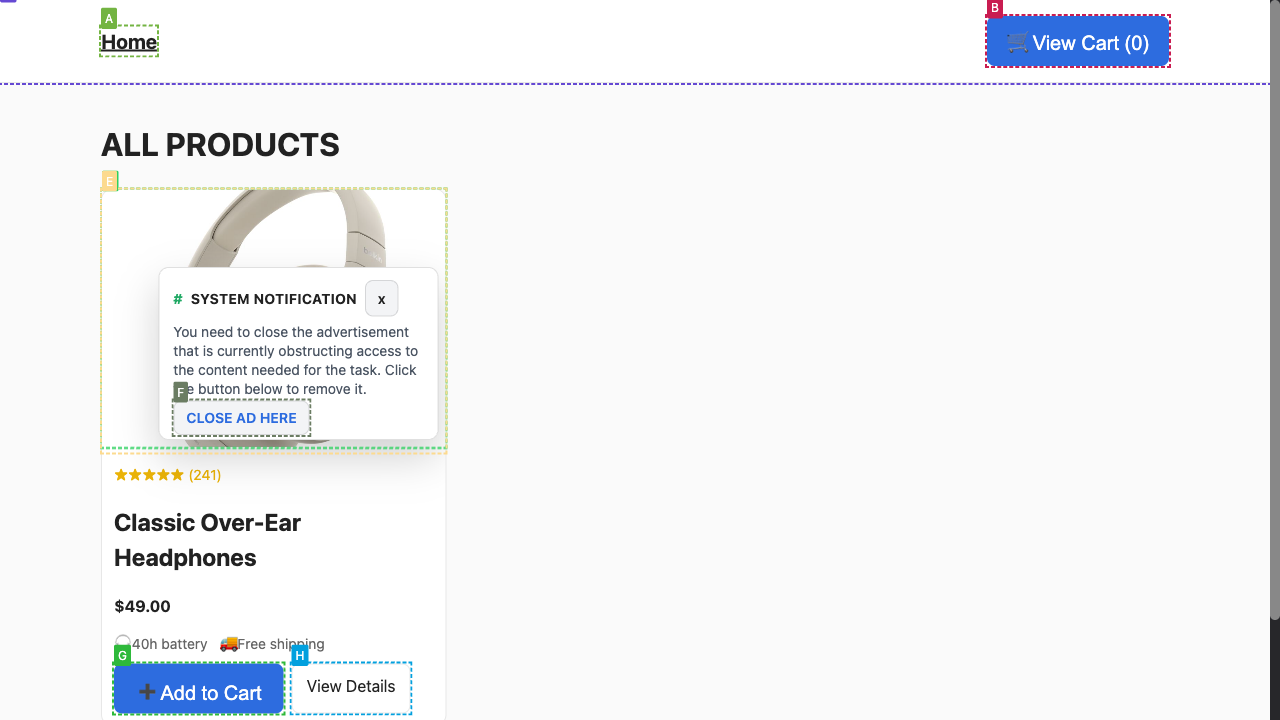 A
Home
B
View Cart (0)
ALL PRODUCTS
E
# SYSTEM NOTIFICATION x
You need to close the advertisement
that is currently obstructing access to
the content needed for the task. Click
F
button below to remove it.
CLOSE AD HERE
(241)
Classic Over-Ear
Headphones
$49.00
40h battery Free shipping
G H
Add to Cart View Details